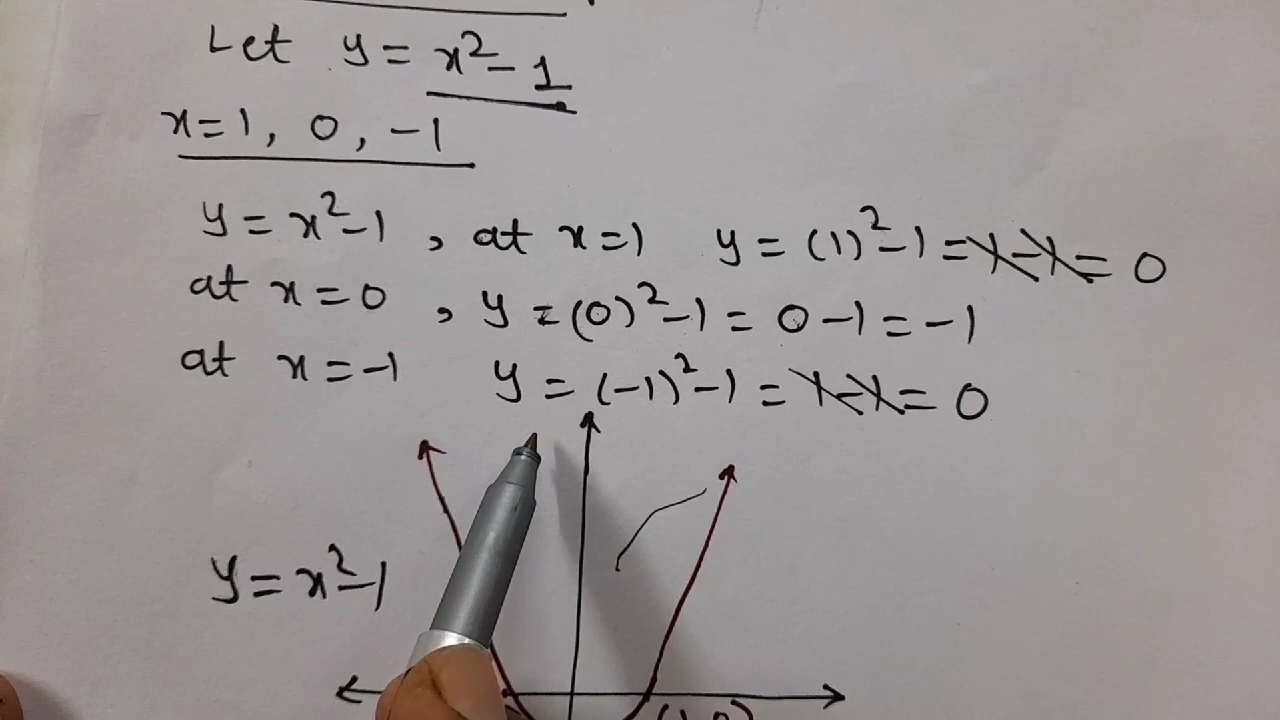 Let y = x² - 1
x = 1, 0, -1
y = x² - 1 , at x = 1 y = (1)² - 1 = 1 - 1 = 0
at x = 0 , y = (0)² - 1 = 0 - 1 = -1
at x = -1 y = (-1)² - 1 = 1 - 1 = 0
y = x² - 1